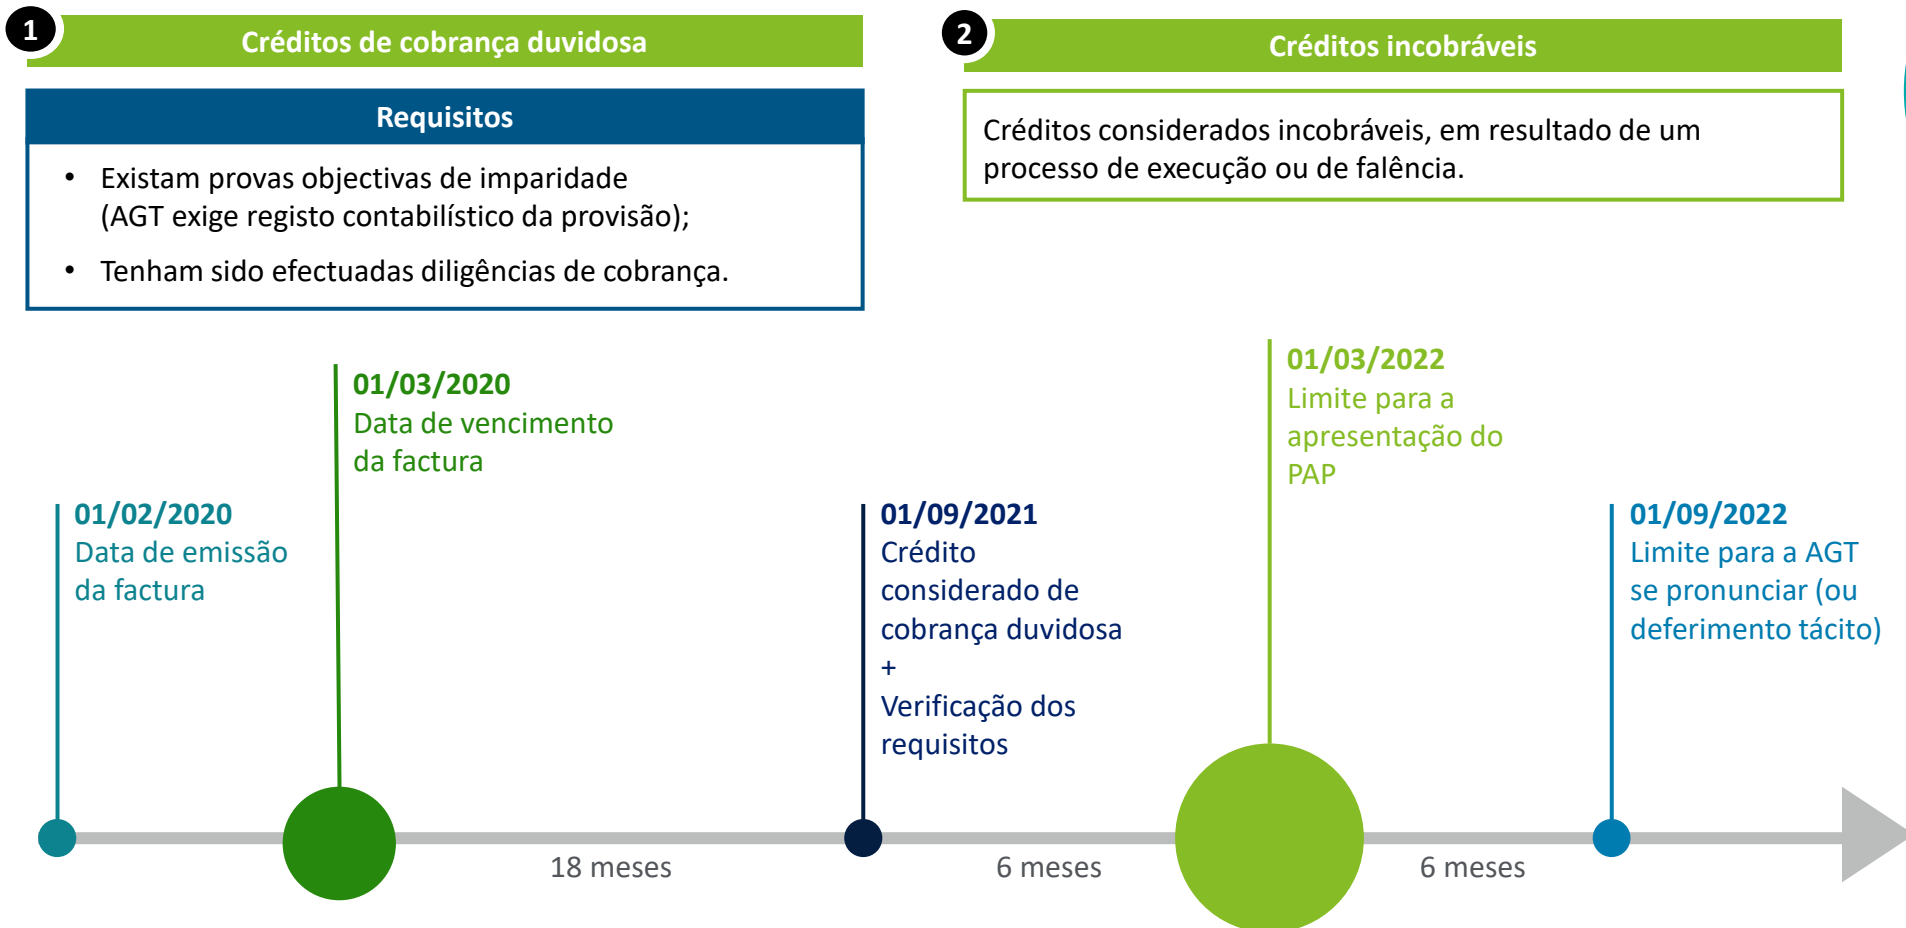 1
Créditos de cobrança duvidosa
Requisitos
• Existam provas objectivas de imparidade
(AGT exige registo contabilístico da provisão);
• Tenham sido efectuadas diligências de cobrança.
2
Créditos incobráveis
Créditos considerados incobráveis, em resultado de um
processo de execução ou de falência.
01/02/2020
Data de emissão
da factura
01/03/2020
Data de vencimento
da factura
01/09/2021
Crédito
considerado de
cobrança duvidosa
+
Verificação dos
requisitos
01/03/2022
Limite para a
apresentação do
PAP
01/09/2022
Limite para a AGT
se pronunciar (ou
deferimento tácito)
18 meses
6 meses
6 meses